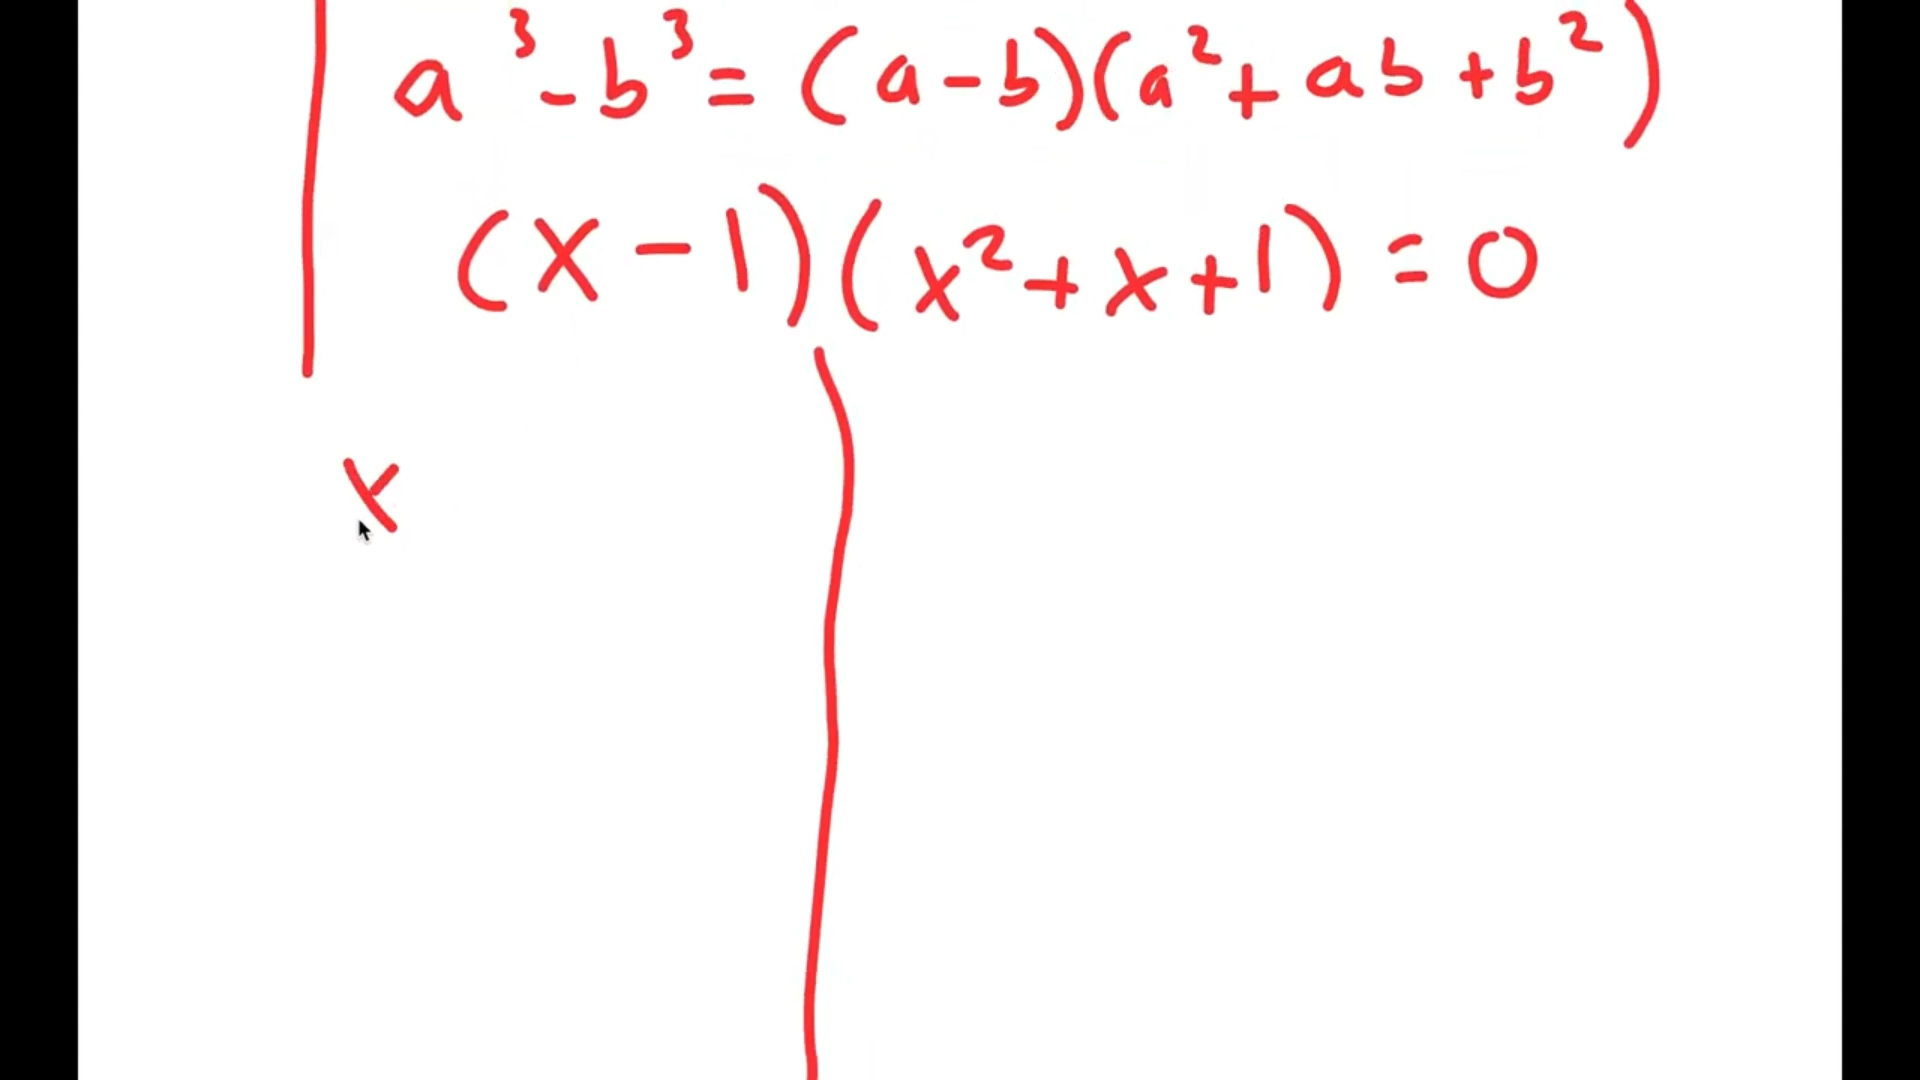 a³ - b³ = (a - b)(a² + ab + b²)
(x - 1)(x² + x + 1) = 0
x